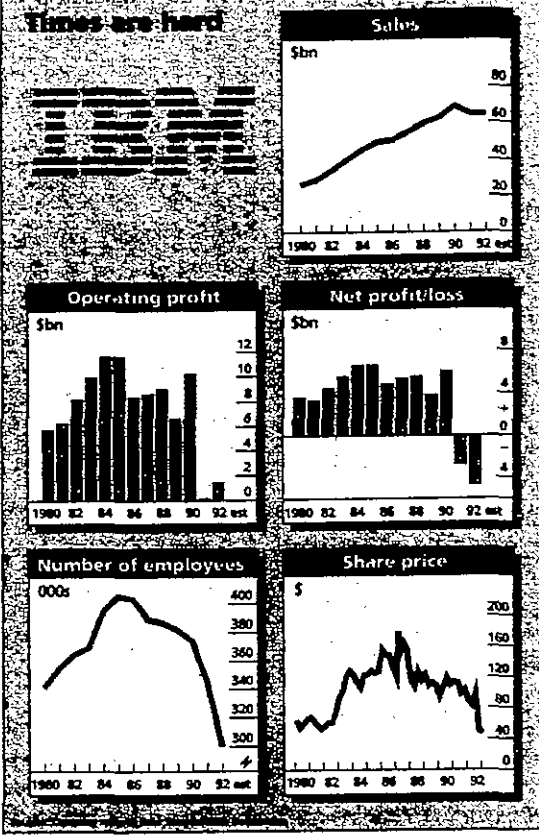 Times are hard
IBM
Sales
$bn
80
60
40
20
0
1980 82 84 86 88 90 92 est
Operating profit
$bn
12
10
8
6
4
2
0
1980 82 84 86 88 90 92 est
Net profit/loss
$bn
8
4
+
0
-
4
1980 82 84 86 88 90 92 est
Number of employees
000s
400
380
360
340
320
300
1980 82 84 86 88 90 92 est
Share price
$
200
160
120
80
40
0
1980 82 84 86 88 90 92